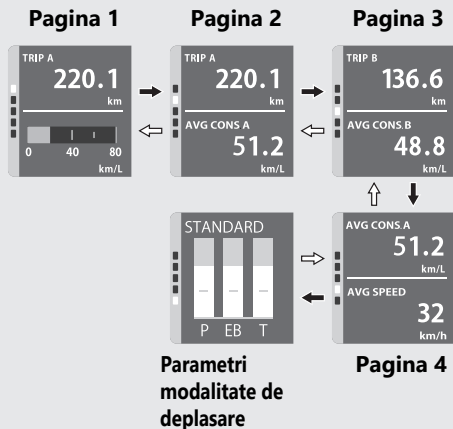 Pagina 1
Pagina 2
Pagina 3
TRIP A
220.1
km
0 40 80
km/L
TRIP A
220.1
km
AVG CONS A
51.2
km/L
TRIP B
136.6
km
AVG CONS.B
48.8
km/L
STANDARD
P EB T
AVG CONS.A
51.2
km/L
AVG SPEED
32
km/h
Parametri
modalitate de
deplasare
Pagina 4